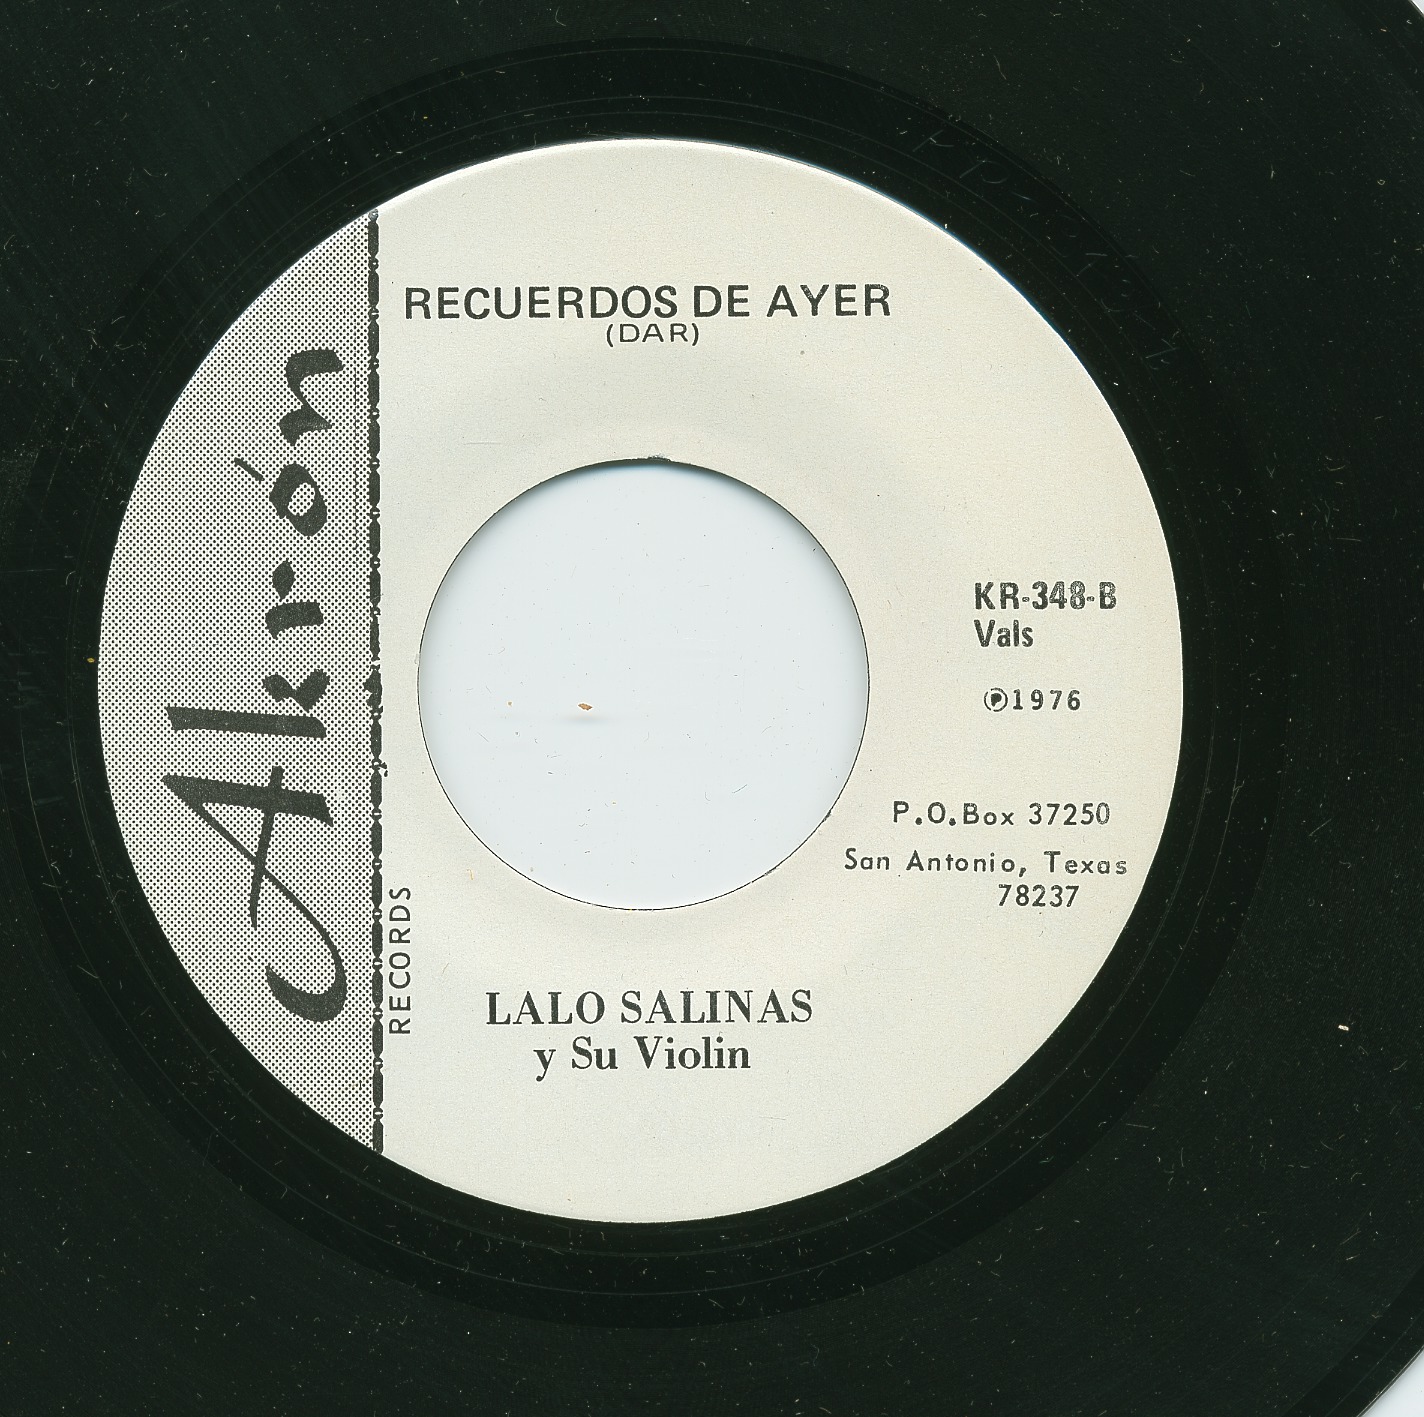 RECUERDOS DE AYER
(DAR)
Alkrón
RECORDS
KR-348-B
Vals
℗1976
P.O.Box 37250
San Antonio, Texas
78237
LALO SALINAS
y Su Violin